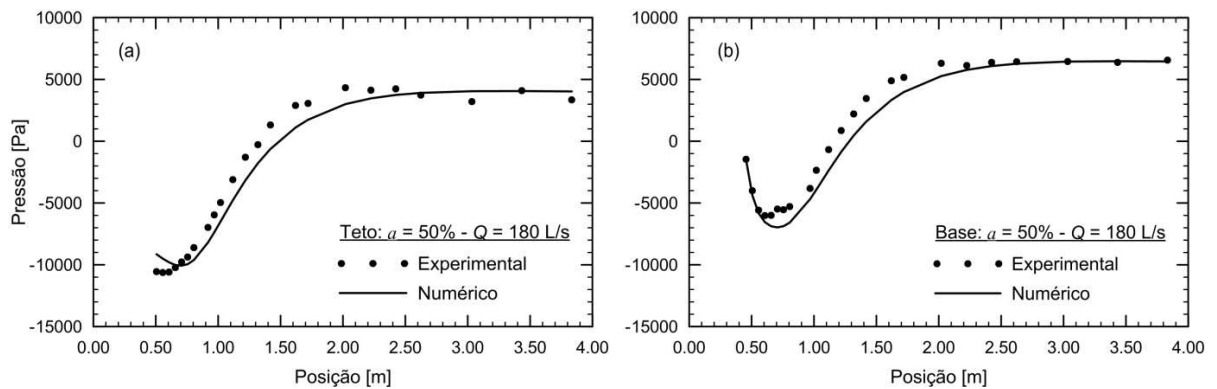 10000
(a)
5000
0
-5000
-10000
-15000
Pressão [Pa]
Teto: a = 50% - Q = 180 L/s
Experimental
Numérico
0.00 0.50 1.00 1.50 2.00 2.50 3.00 3.50 4.00
Posição [m]
10000
(b)
5000
0
-5000
-10000
-15000
Base: a = 50% - Q = 180 L/s
Experimental
Numérico
0.00 0.50 1.00 1.50 2.00 2.50 3.00 3.50 4.00
Posição [m]